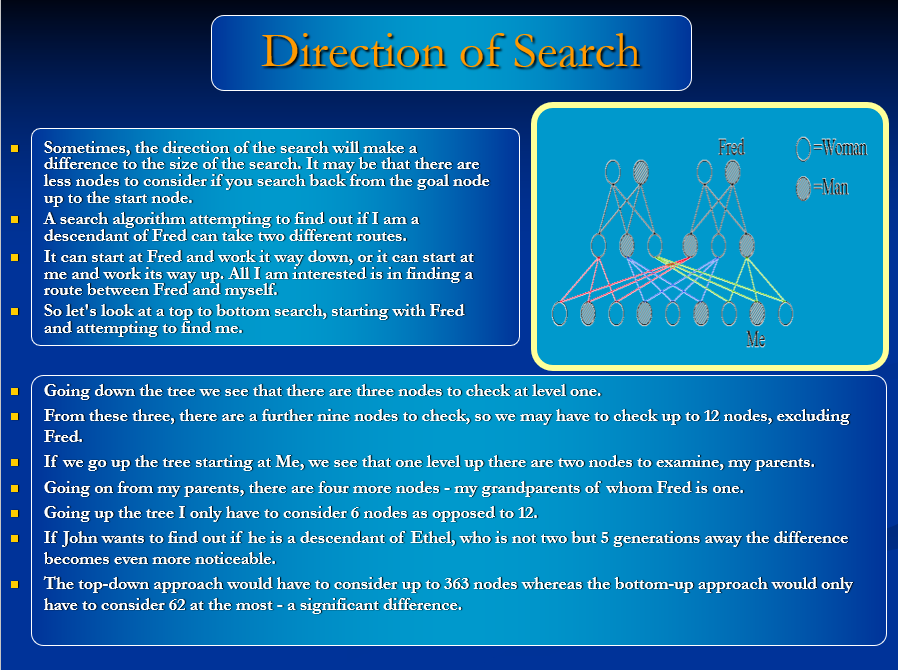 Direction of Search
Sometimes, the direction of the search will make a
difference to the size of the search. It may be that there are
less nodes to consider if you search back from the goal node
up to the start node.
A search algorithm attempting to find out if I am a
descendant of Fred can take two different routes.
It can start at Fred and work it way down, or it can start at
me and work its way up. All I am interested is in finding a
route between Fred and myself.
So let's look at a top to bottom search, starting with Fred
and attempting to find me.
Fred
=Woman
=Man
Me
Going down the tree we see that there are three nodes to check at level one.
From these three, there are a further nine nodes to check, so we may have to check up to 12 nodes, excluding
Fred.
If we go up the tree starting at Me, we see that one level up there are two nodes to examine, my parents.
Going on from my parents, there are four more nodes - my grandparents of whom Fred is one.
Going up the tree I only have to consider 6 nodes as opposed to 12.
If John wants to find out if he is a descendant of Ethel, who is not two but 5 generations away the difference
becomes even more noticeable.
The top-down approach would have to consider up to 363 nodes whereas the bottom-up approach would only
have to consider 62 at the most - a significant difference.